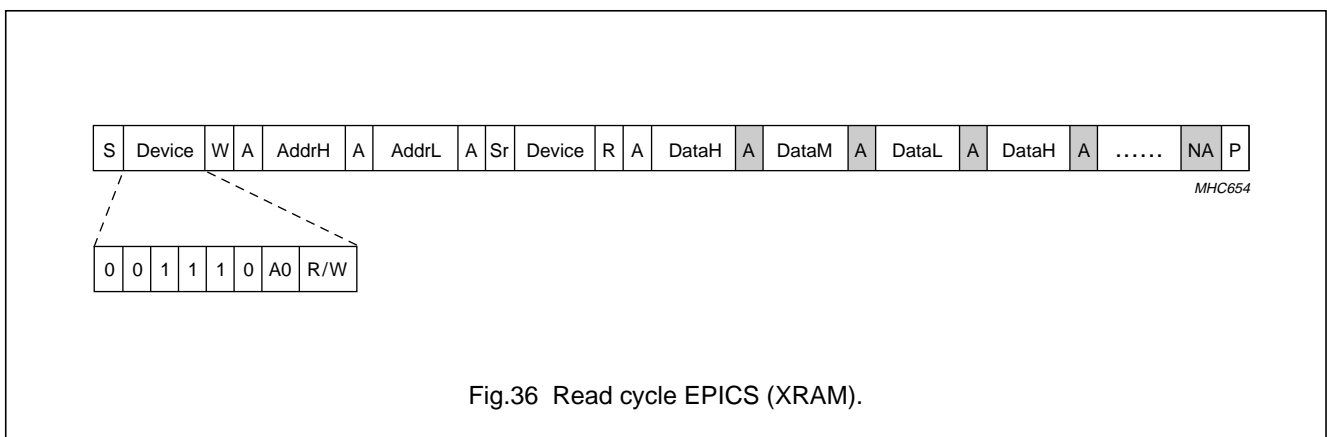 S Device W A AddrH A AddrL A Sr Device R A DataH A DataM A DataL A DataH A ...... NA P
MHC654
0 0 1 1 1 0 A0 R/W
Fig.36 Read cycle EPICS (XRAM).